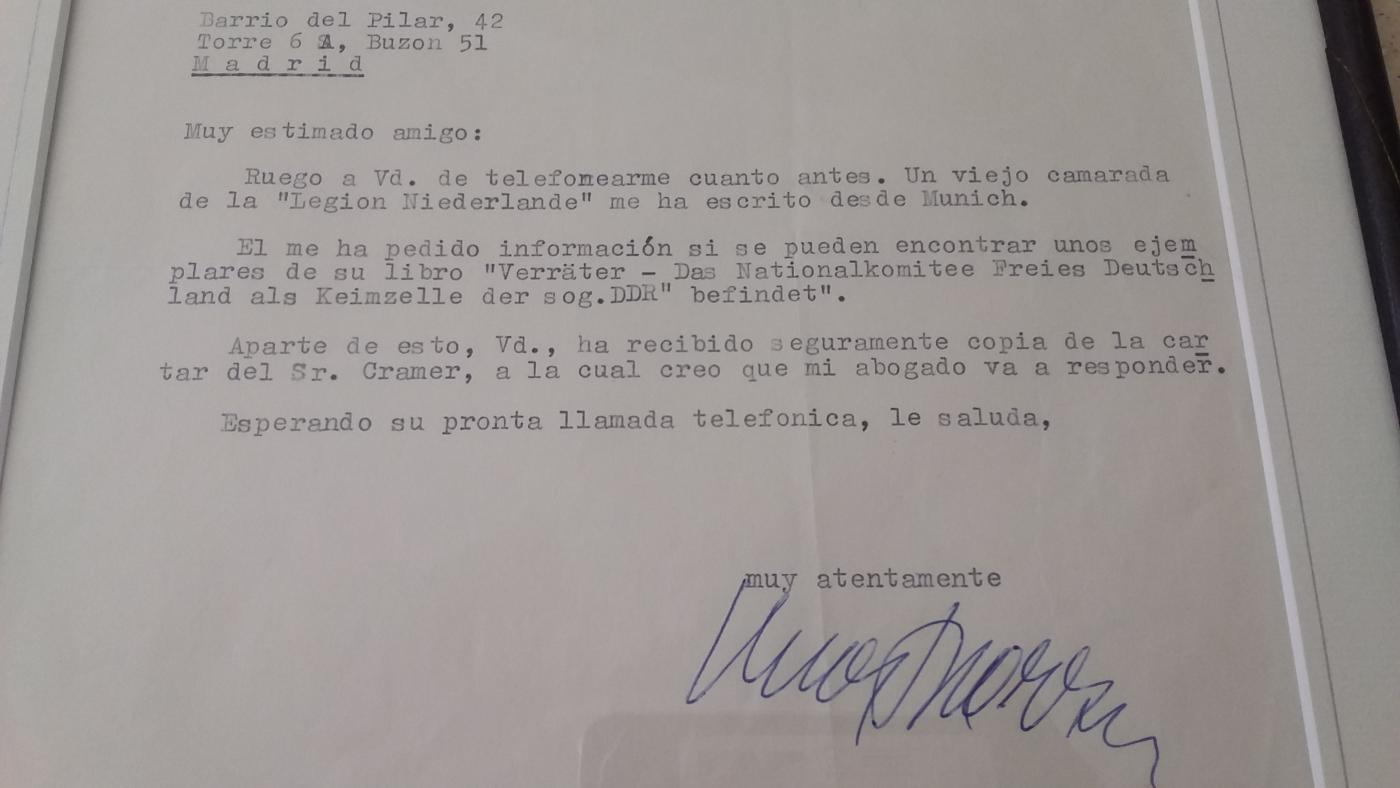 Barrio del Pilar, 42
Torre 6 A, Buzon 51
M a d r i d
Muy estimado amigo:
Ruego a Vd. de telefonearme cuanto antes. Un viejo camarada
de la "Legion Niederlande" me ha escrito desde Munich.
El me ha pedido información si se pueden encontrar unos ejem
plares de su libro "Verräter - Das Nationalkomitee Freies Deutsch
land als Keimzelle der sog.DDR" befindet".
Aparte de esto, Vd., ha recibido seguramente copia de la car
tar del Sr. Cramer, a la cual creo que mi abogado va a responder.
Esperando su pronta llamada telefonica, le saluda,
muy atentamente